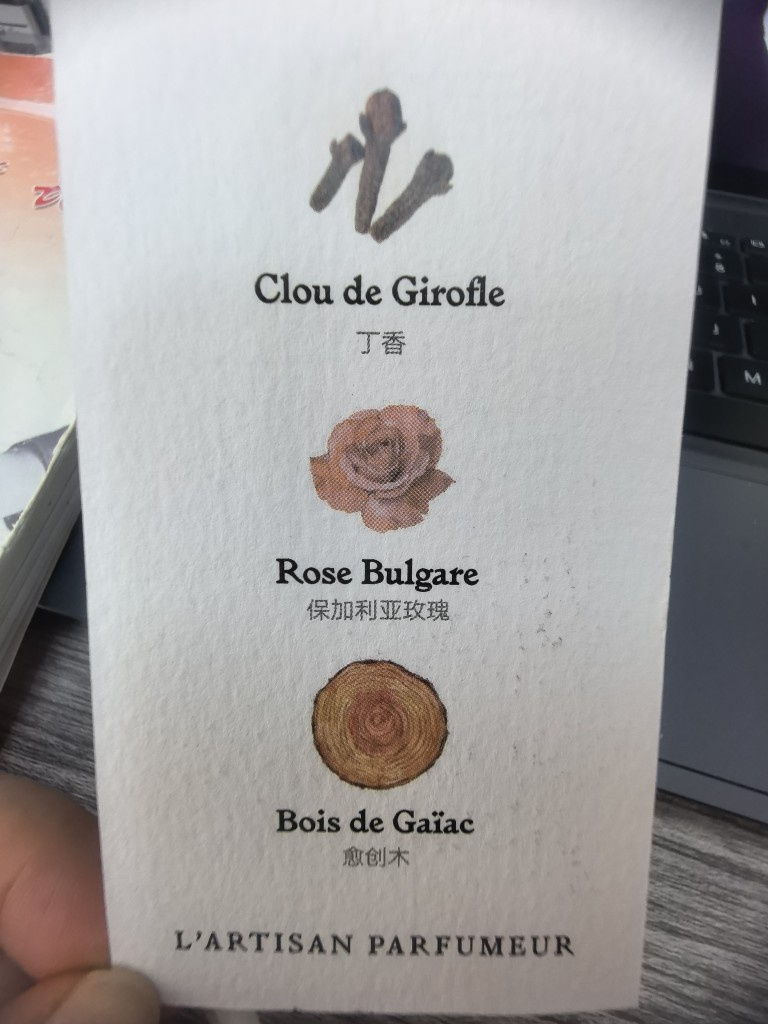 Clou de Girofle
丁香
Rose Bulgare
保加利亚玫瑰
Bois de Gaïac
愈创木
L'ARTISAN PARFUMEUR
M